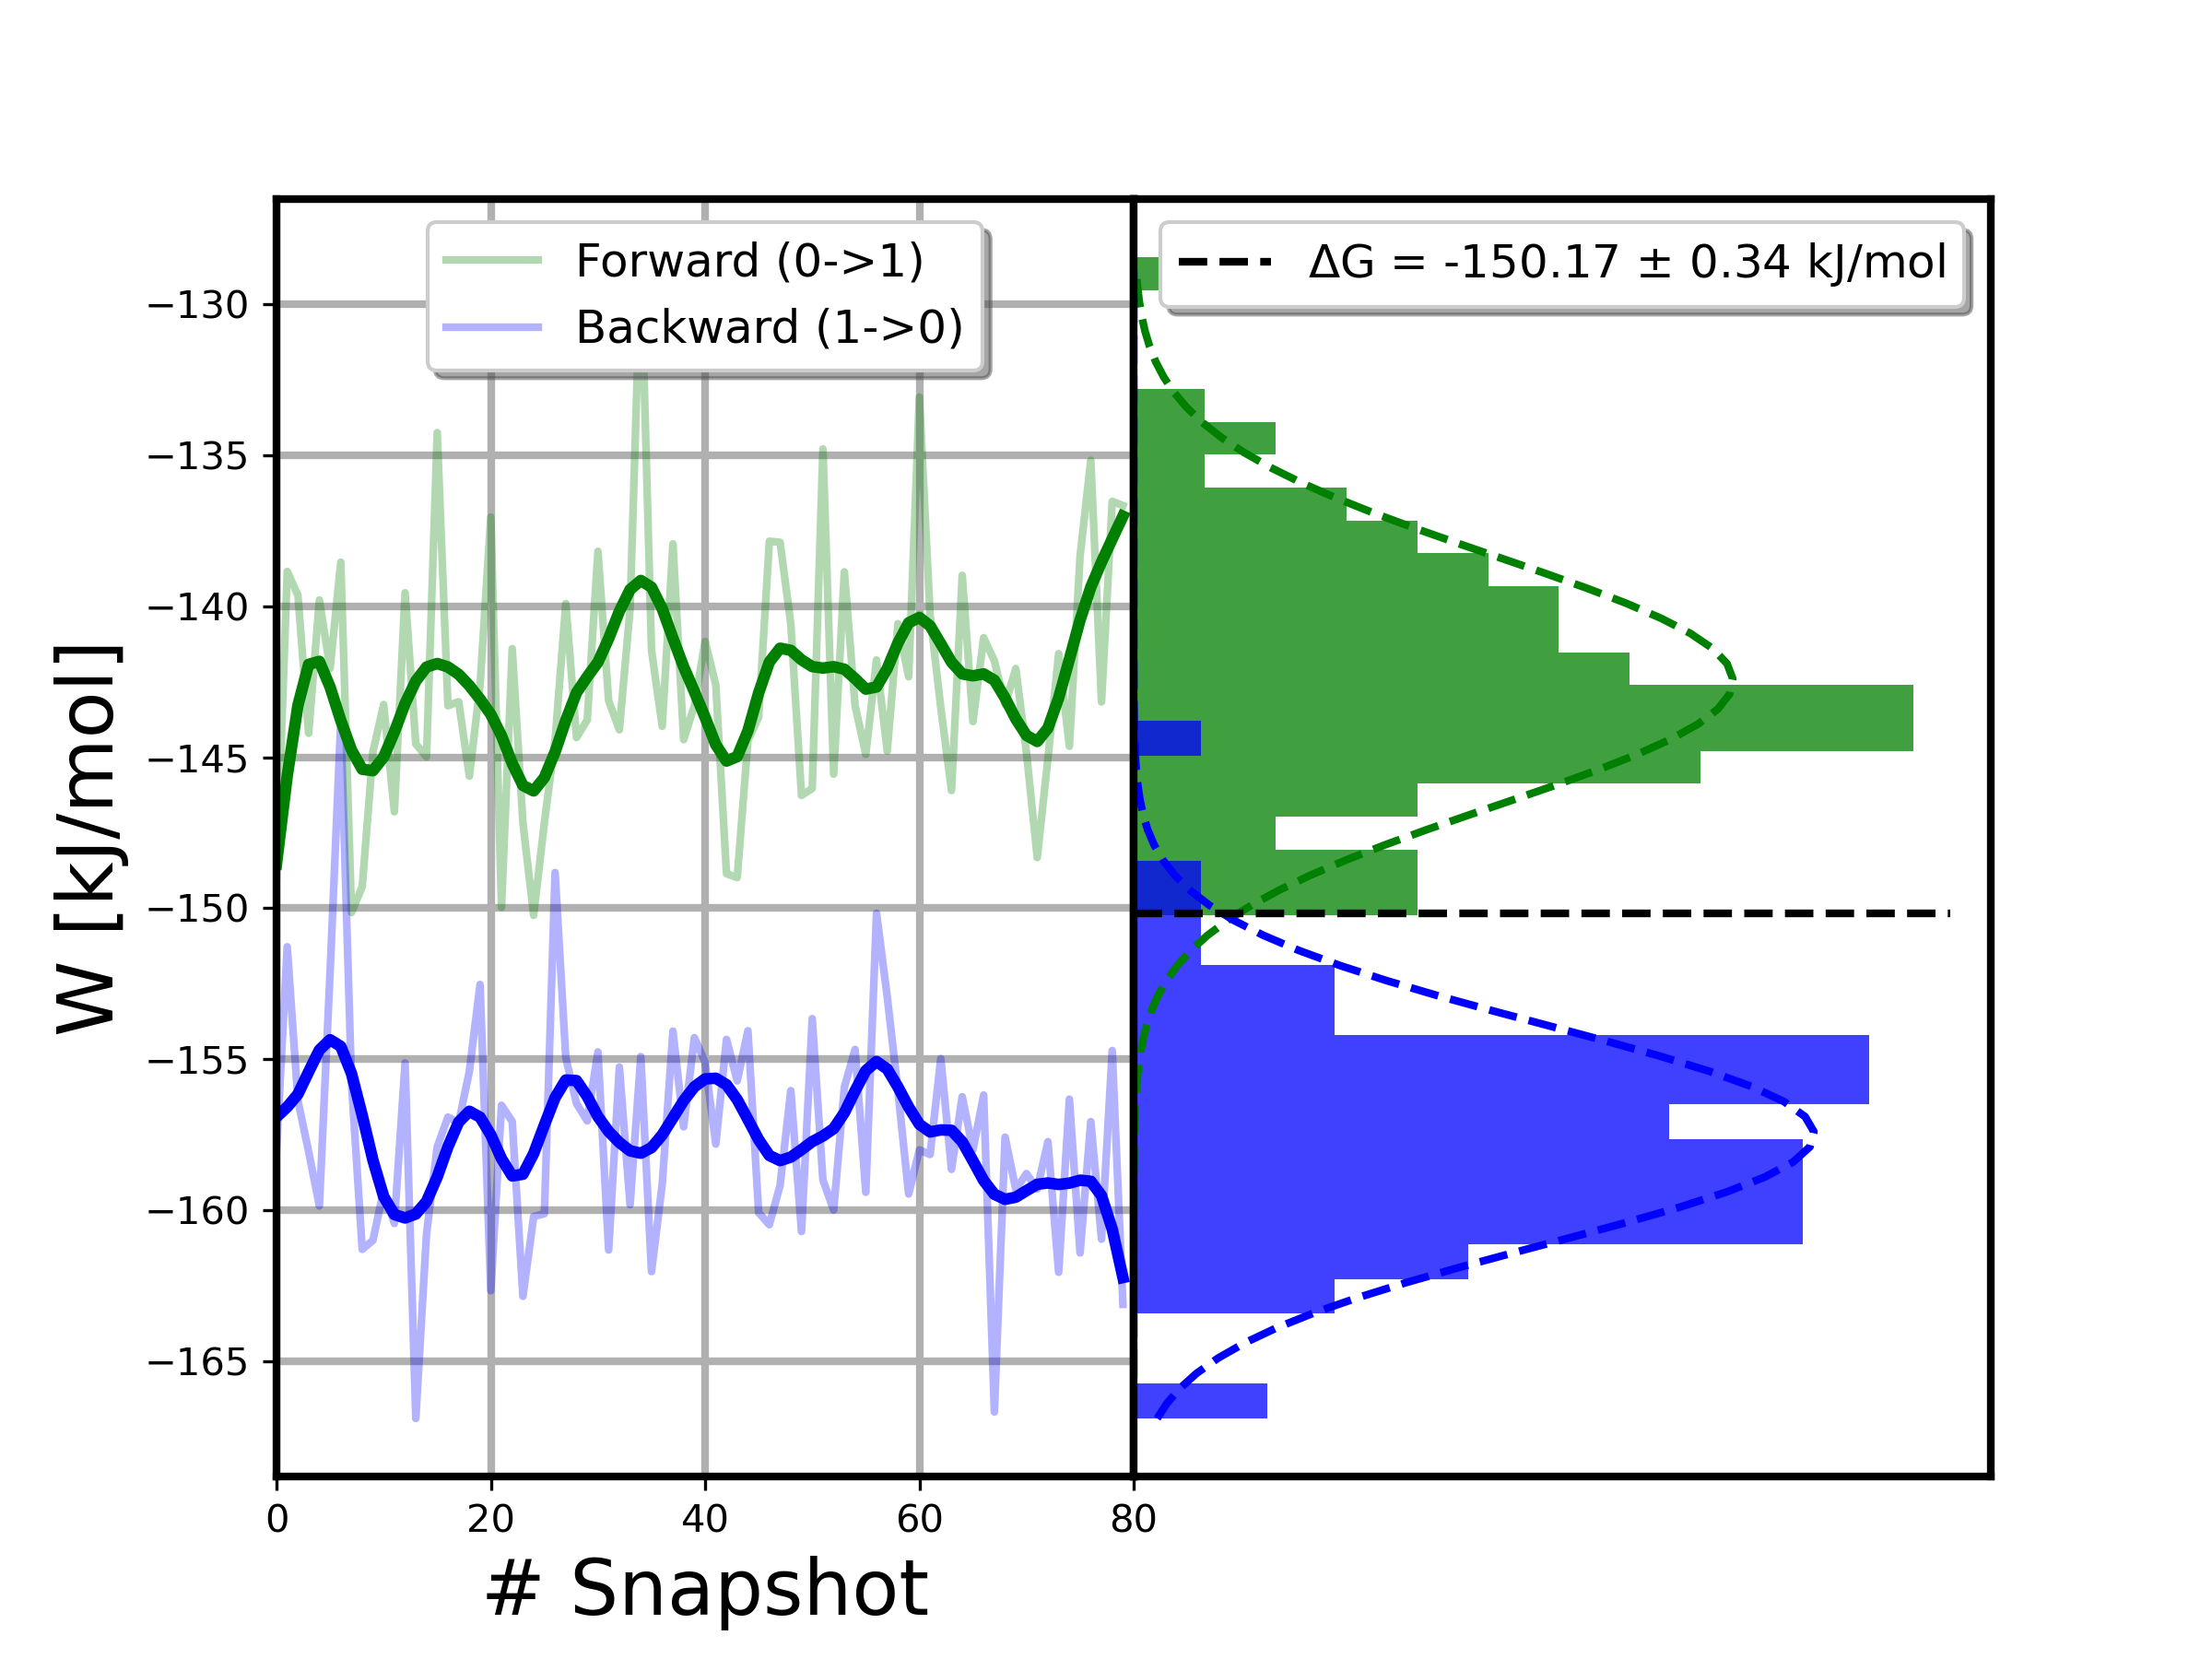 Forward (0->1)
Backward (1->0)
ΔG = -150.17 ± 0.34 kJ/mol
W [kJ/mol]
−130
−135
−140
−145
−150
−155
−160
−165
0 20 40 60 80
# Snapshot